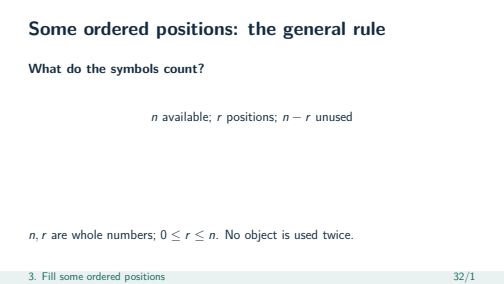 Some ordered positions: the general rule
What do the symbols count?
n available; r positions; n − r unused
n, r are whole numbers; 0 ≤ r ≤ n. No object is used twice.
3. Fill some ordered positions
32/1